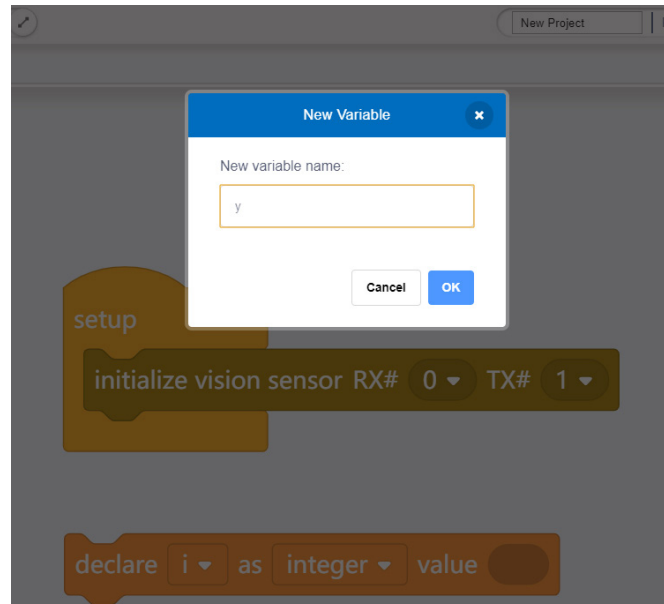 New Project
New Variable
New variable name:
y
Cancel OK
setup
initialize vision sensor RX# 0 TX# 1
declare i as integer value